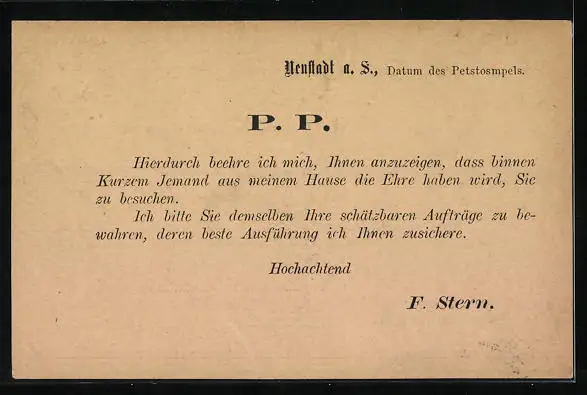 Neustadt a. S., Datum des Petstosmpels.
P. P.
Hierdurch beehre ich mich, Ihnen anzuzeigen, dass binnen
Kurzem Jemand aus meinem Hause die Ehre haben wird, Sie
zu besuchen.
Ich bitte Sie demselben Ihre schätzbaren Aufträge zu be-
wahren, deren beste Ausführung ich Ihnen zusichere.
Hochachtend
F. Stern.